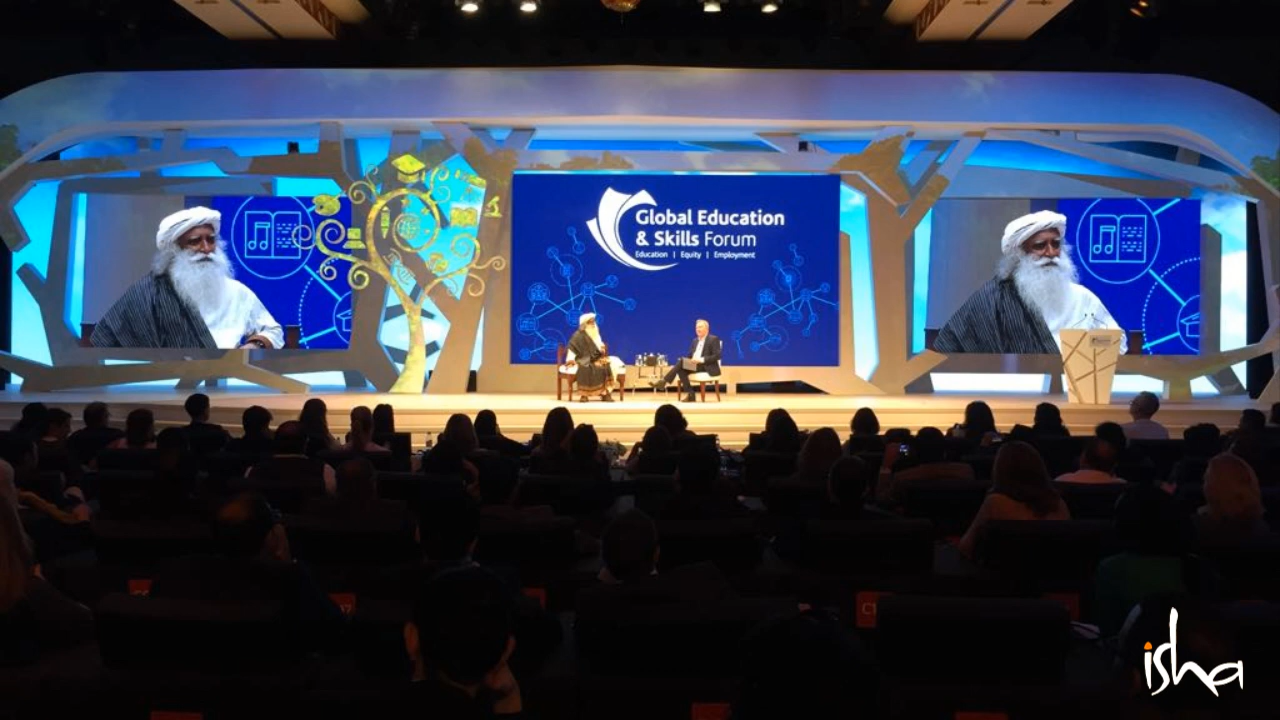 Global Education
& Skills Forum
Education | Equity | Employment
isha